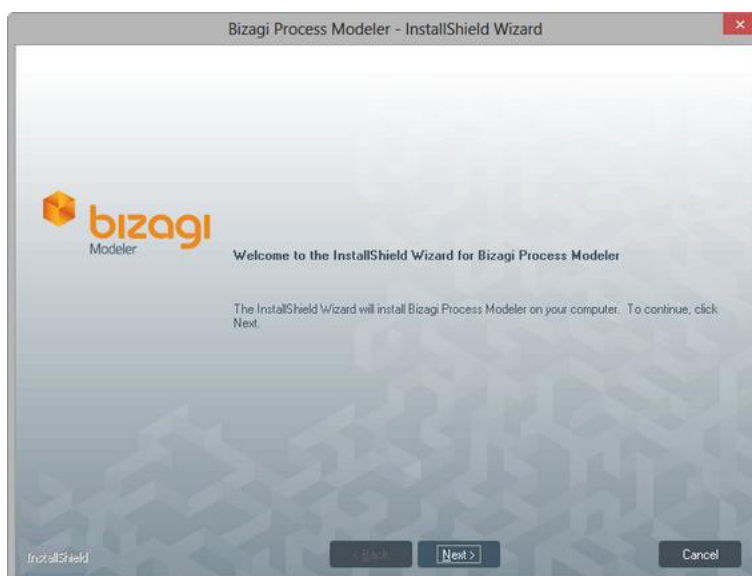 Bizagi Process Modeler - InstallShield Wizard
bizagi
Modeler
Welcome to the InstallShield Wizard for Bizagi Process Modeler
The InstallShield Wizard will install Bizagi Process Modeler on your computer. To continue, click
Next.
InstallShield
< Back
Next >
Cancel